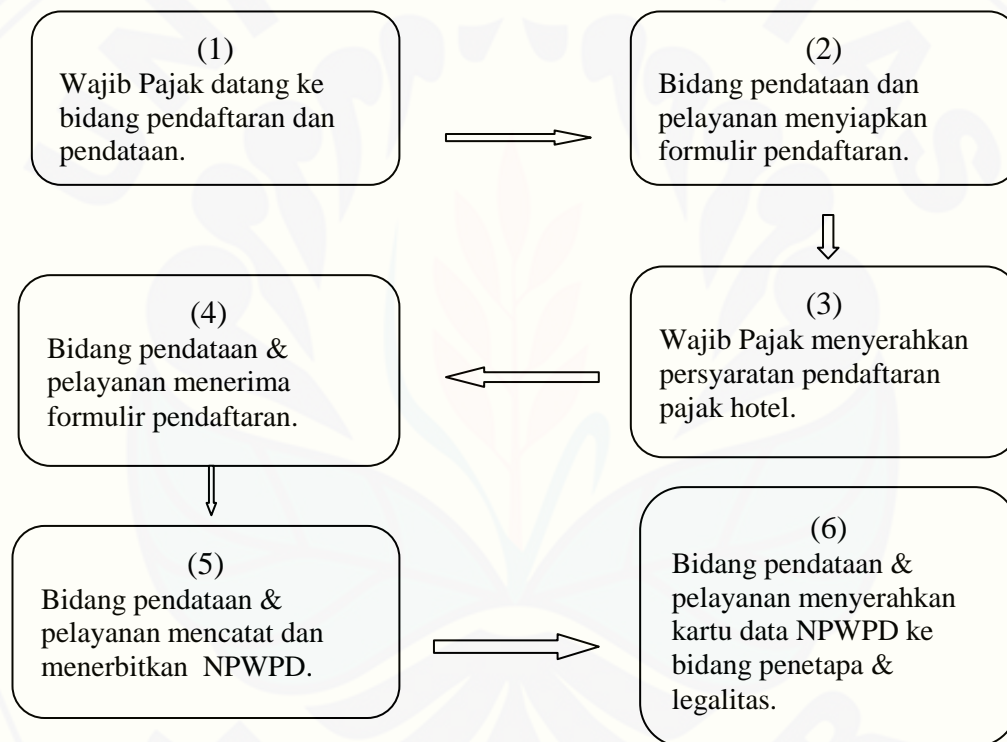 (1)
Wajib Pajak datang ke
bidang pendaftaran dan
pendataan.
(2)
Bidang pendataan dan
pelayanan menyiapkan
formulir pendaftaran.
(3)
Wajib Pajak menyerahkan
persyaratan pendaftaran
pajak hotel.
(4)
Bidang pendataan &
pelayanan menerima
formulir pendaftaran.
(5)
Bidang pendataan &
pelayanan mencatat dan
menerbitkan NPWPD.
(6)
Bidang pendataan &
pelayanan menyerahkan
kartu data NPWPD ke
bidang penetapa &
legalitas.